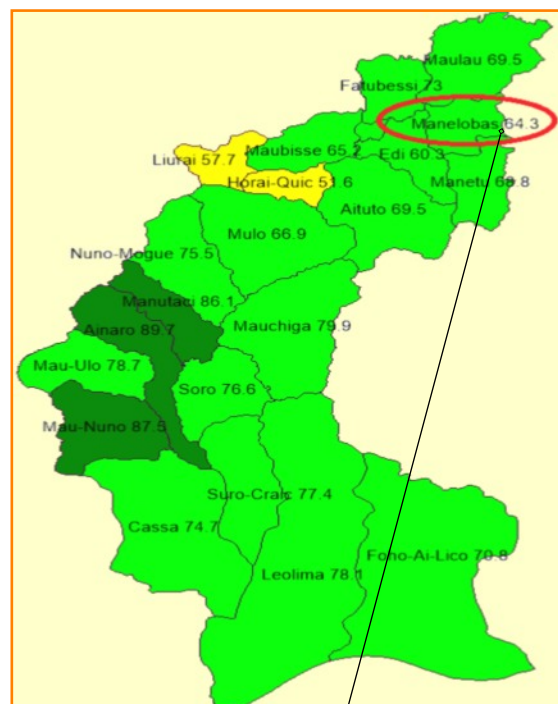 Maulau 69.5
Fatubessi 73
Manelobas 64.3
Maubisse 65.2
Edi 60.3
Liurai 57.7
Horai-Quic 51.6
Manetu 68.8
Aituto 69.5
Mulo 66.9
Nuno-Mogue 75.5
Manutaci 86.1
Mauchiga 79.9
Ainaro 89.7
Mau-Ulo 78.7
Soro 76.6
Mau-Nuno 87.5
Suro-Craic 77.4
Cassa 74.7
Foho-Ai-Lico 70.8
Leolima 78.1